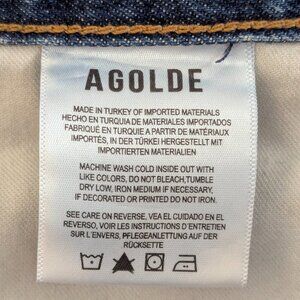 AGOLDE
MADE IN TURKEY OF IMPORTED MATERIALS
HECHO EN TURQUIA DE MATERIALES IMPORTADOS
FABRIQUÉ EN TURQUIE A PARTIR DE MATÉRIAUX
IMPORTÉS, IN DER TÜRKEI HERGESTELLT MIT
IMPORTIERTEN MATERIALIEN
MACHINE WASH COLD INSIDE OUT WITH
LIKE COLORS, DO NOT BLEACH, TUMBLE
DRY LOW, IRON MEDIUM IF NECESSARY,
IF DECORATED OR PRINTED DO NOT IRON.
SEE CARE ON REVERSE, VEA EL CUIDADO EN EL
REVERSO, VOIR LES INSTRUCTIONS D'ENTRETIEN
SUR L'ENVERS, PFLEGEANLEITUNG AUF DER
RÜCKSETTE